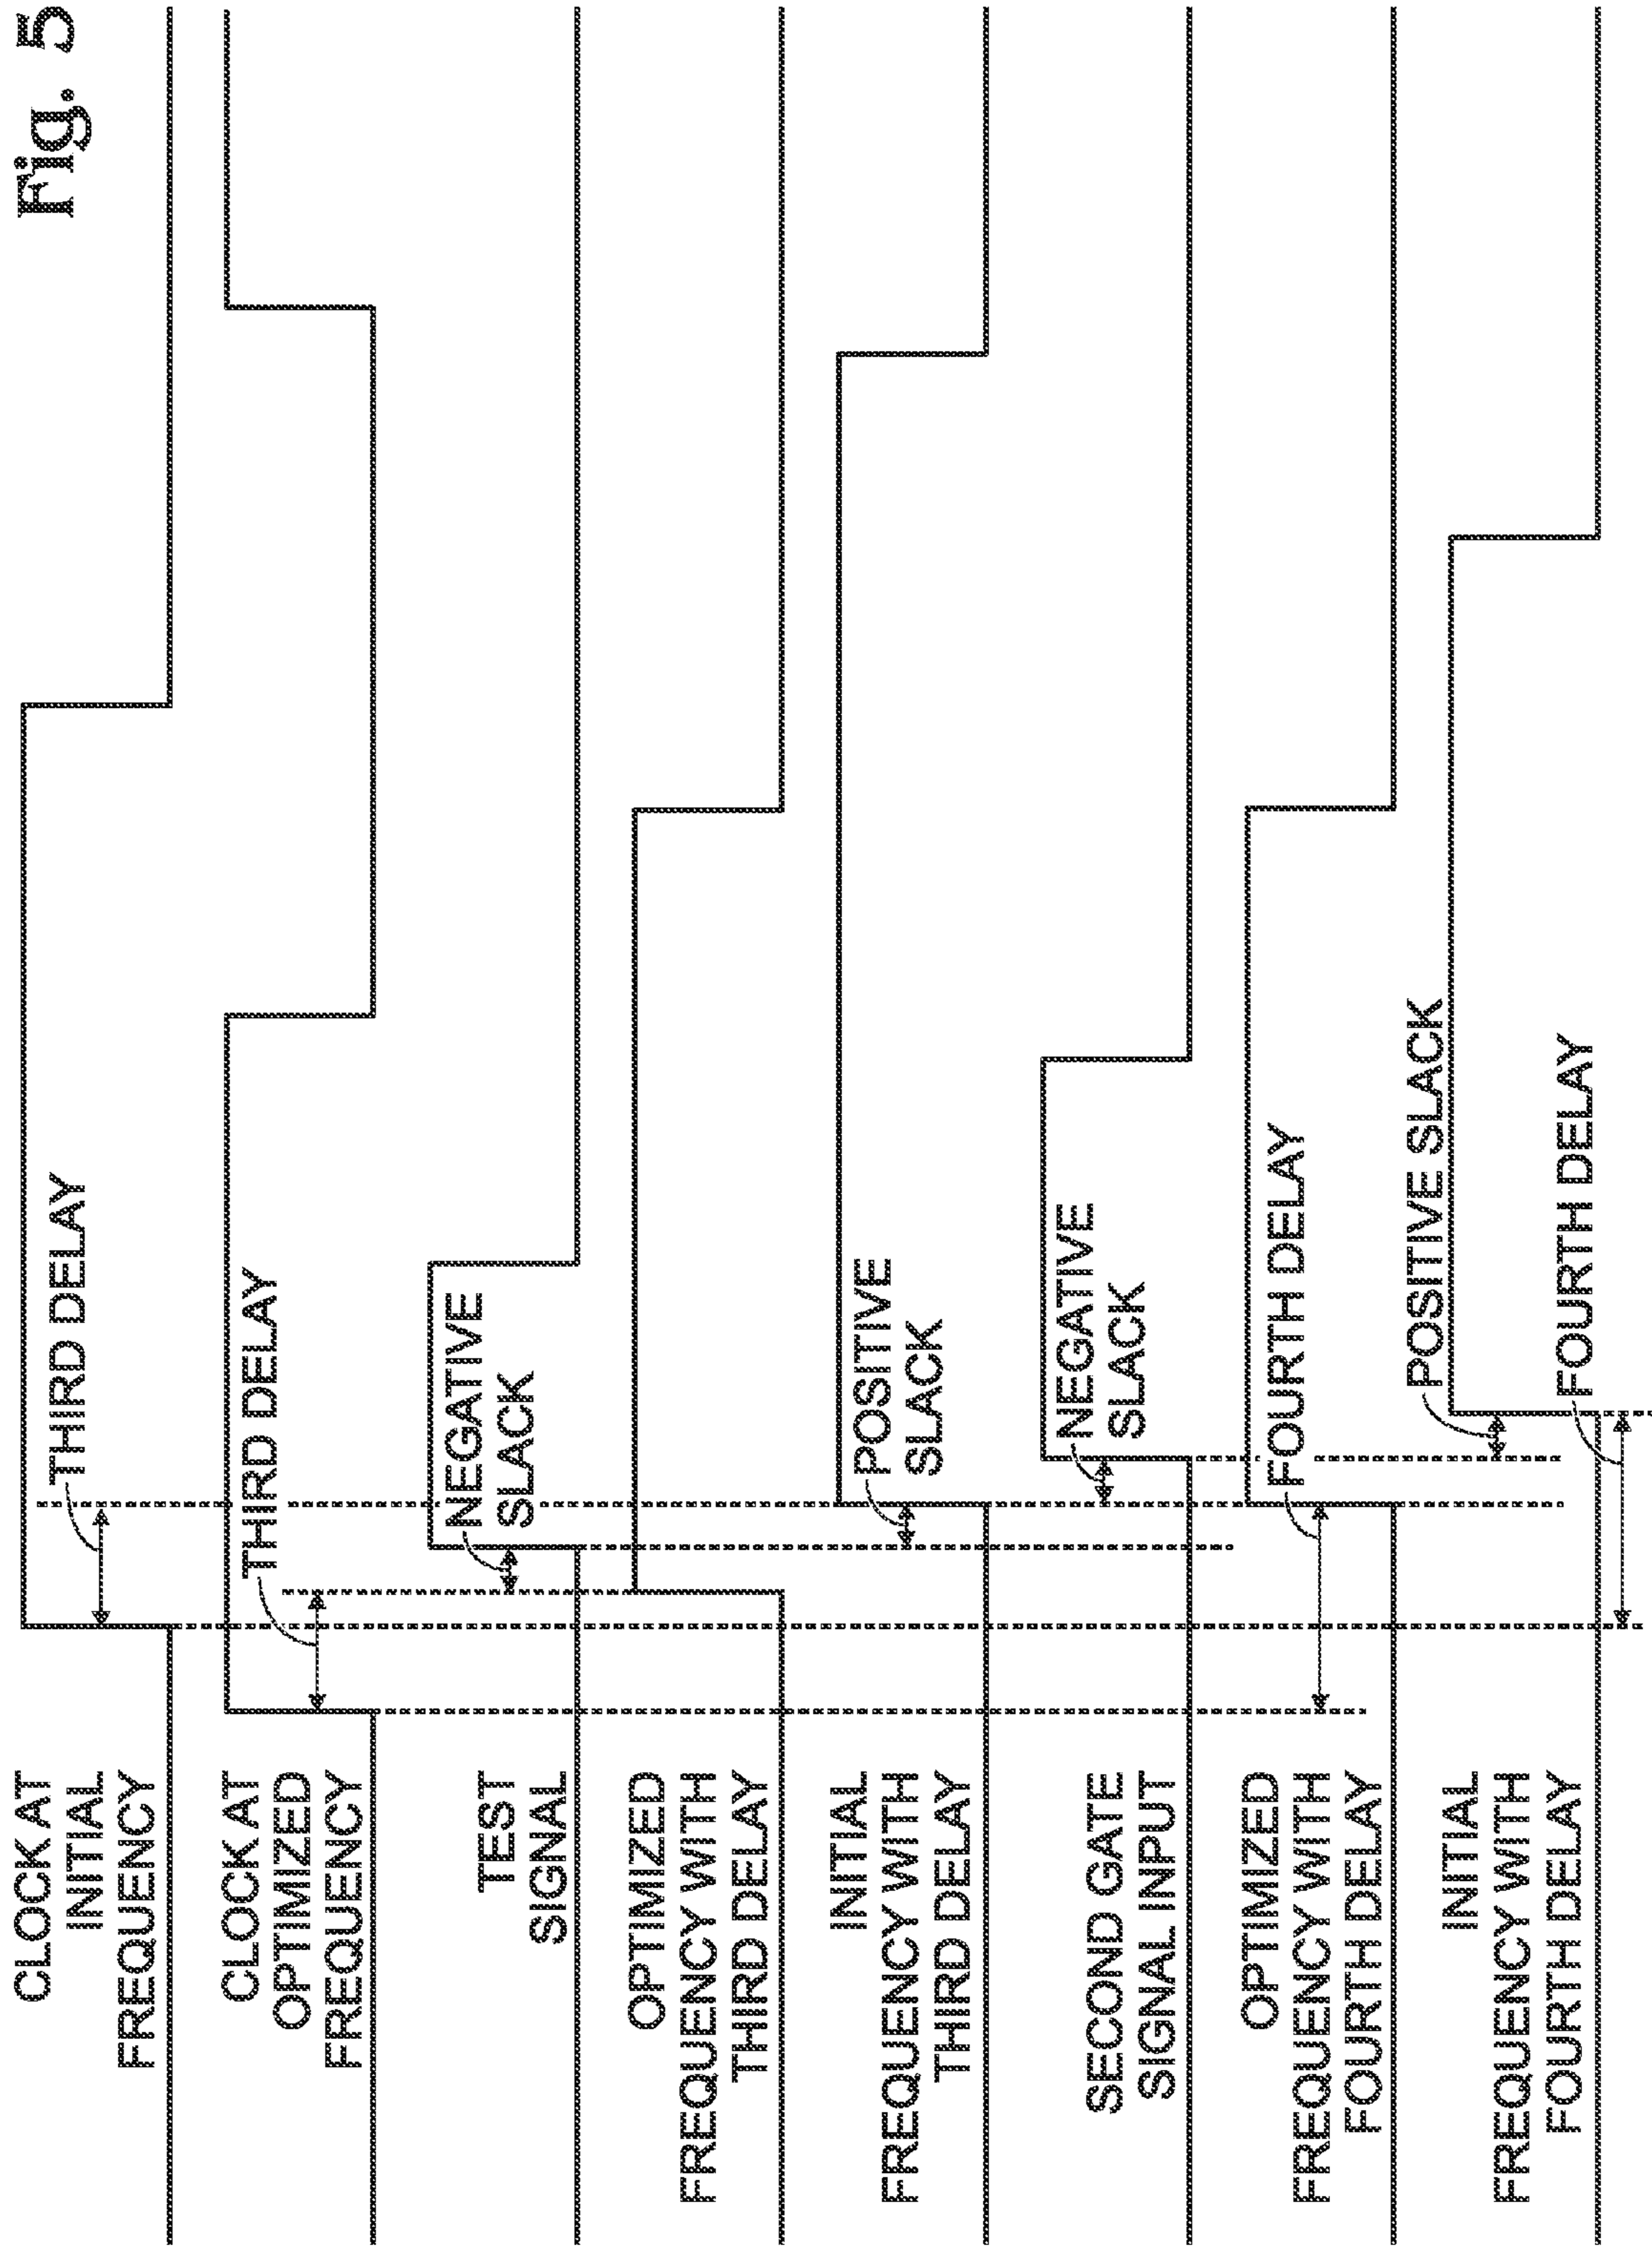 Fig. 5
CLOCK AT
INITIAL
FREQUENCY
THIRD DELAY
CLOCK AT
OPTIMIZED
FREQUENCY
THIRD DELAY
TEST
SIGNAL
NEGATIVE
SLACK
OPTIMIZED
FREQUENCY WITH
THIRD DELAY
INITIAL
FREQUENCY WITH
THIRD DELAY
POSITIVE
SLACK
SECOND GATE
SIGNAL INPUT
NEGATIVE
SLACK
OPTIMIZED
FREQUENCY WITH
FOURTH DELAY
FOURTH DELAY
INITIAL
FREQUENCY WITH
FOURTH DELAY
POSITIVE SLACK
FOURTH DELAY